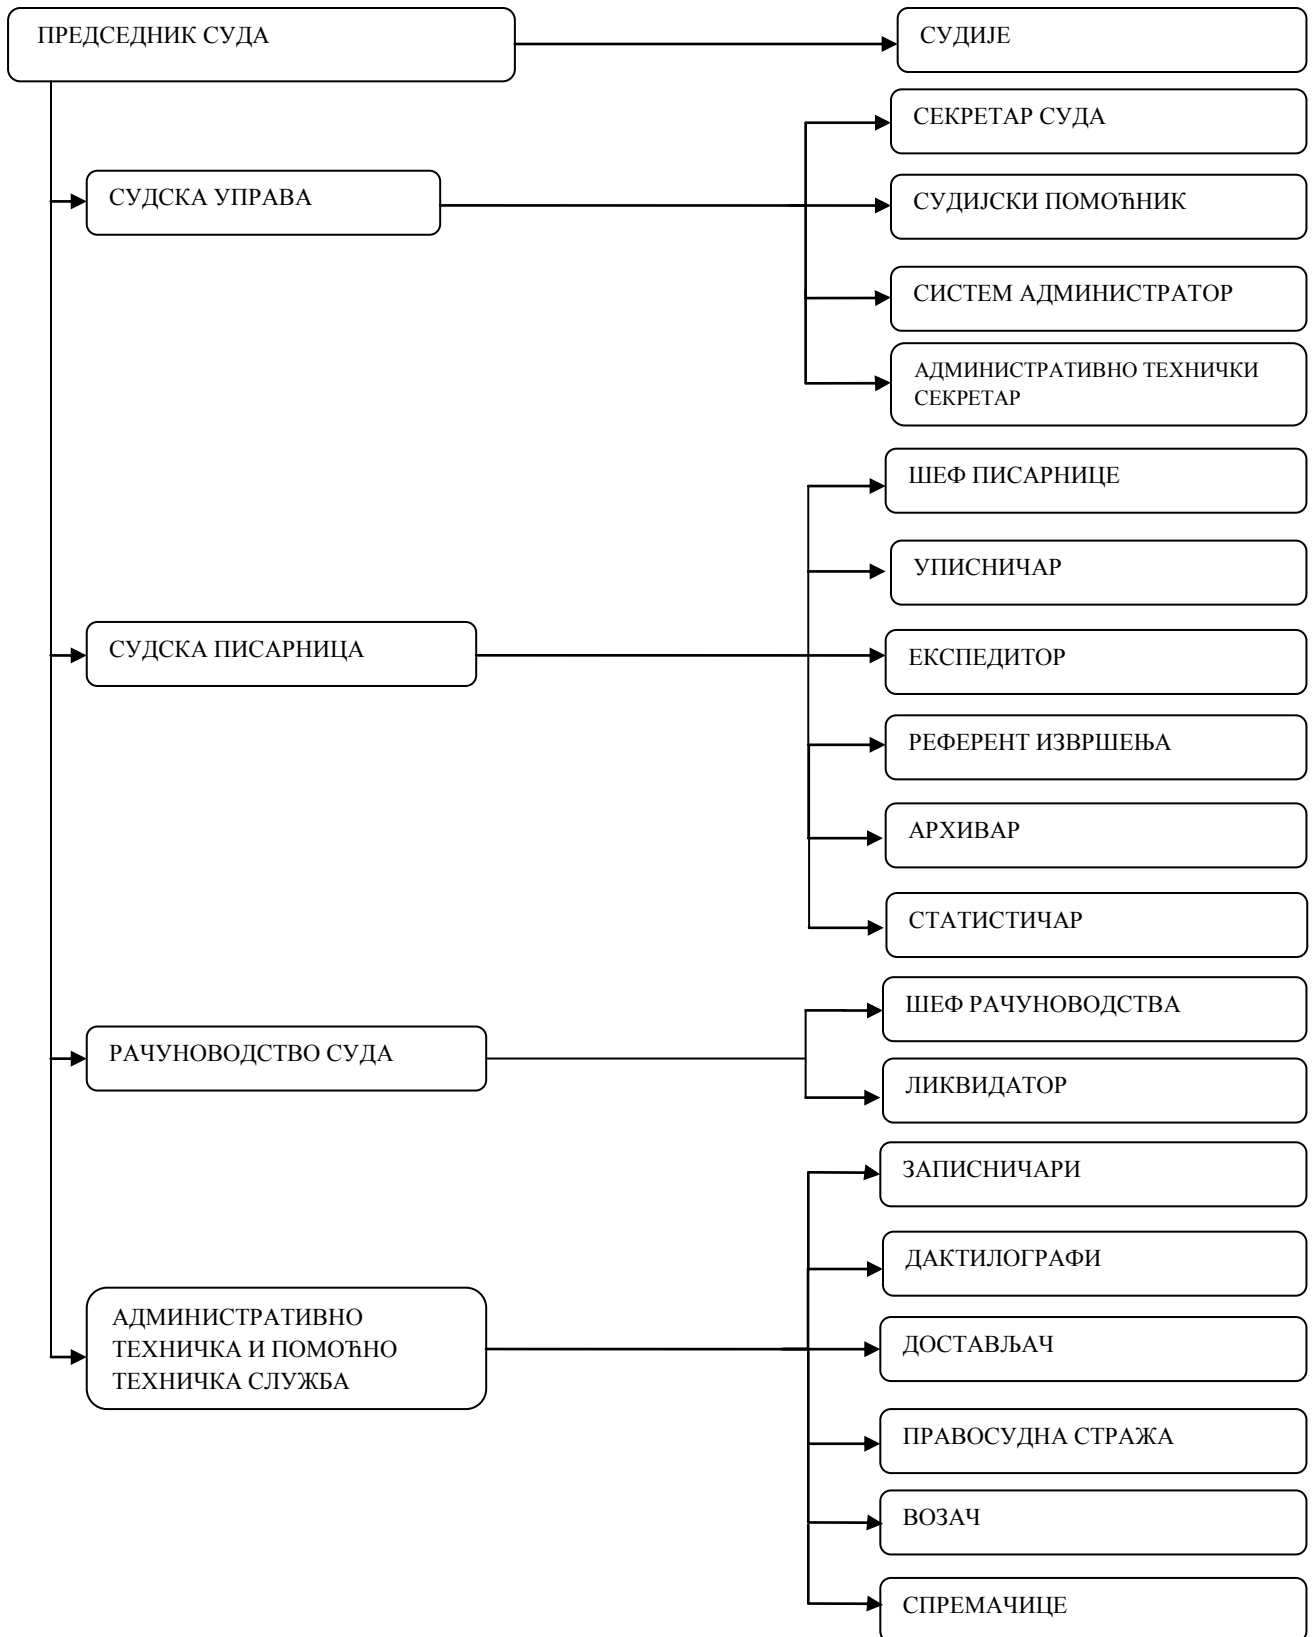 ПРЕДСЕДНИК СУДА
СУДИЈЕ
СЕКРЕТАР СУДА
СУДСКА УПРАВА
СУДИЈСКИ ПОМОЋНИК
СИСТЕМ АДМИНИСТРАТОР
АДМИНИСТРАТИВНО ТЕХНИЧКИ
СЕКРЕТАР
ШЕФ ПИСАРНИЦЕ
УПИСНИЧАР
СУДСКА ПИСАРНИЦА
ЕКСПЕДИТОР
РЕФЕРЕНТ ИЗВРШЕЊА
АРХИВАР
СТАТИСТИЧАР
ШЕФ РАЧУНОВОДСТВА
РАЧУНОВОДСТВО СУДА
ЛИКВИДАТОР
ЗАПИСНИЧАРИ
ДАКТИЛОГРАФИ
АДМИНИСТРАТИВНО
ТЕХНИЧКА И ПОМОЋНО
ТЕХНИЧКА СЛУЖБА
ДОСТАВЉАЧ
ПРАВОСУДНА СТРАЖА
ВОЗАЧ
СПРЕМАЧИЦЕ